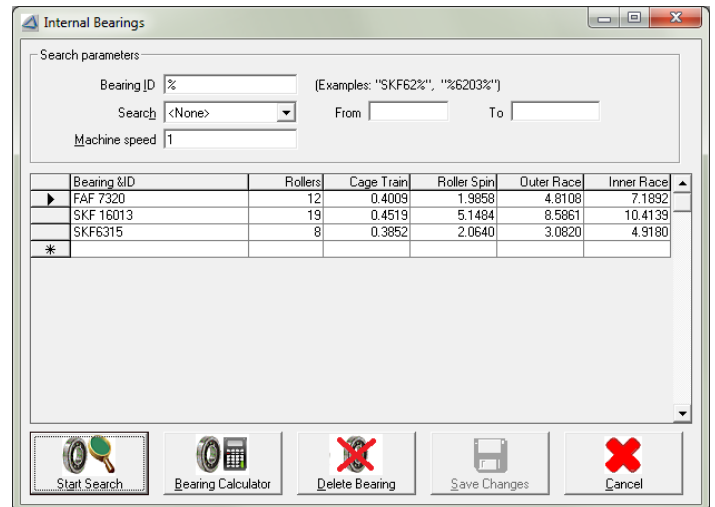 Internal Bearings
Search parameters
Bearing ID % (Examples: "SKF62%", "%6203%")
Search <None> From To
Machine speed 1
Bearing &ID Rollers Cage Train Roller Spin Outer Race Inner Race
FAF 7320 12 0.4009 1.9858 4.8108 7.1892
SKF 16013 19 0.4519 5.1484 8.5861 10.4139
SKF6315 8 0.3852 2.0640 3.0820 4.9180
Start Search Bearing Calculator Delete Bearing Save Changes Cancel